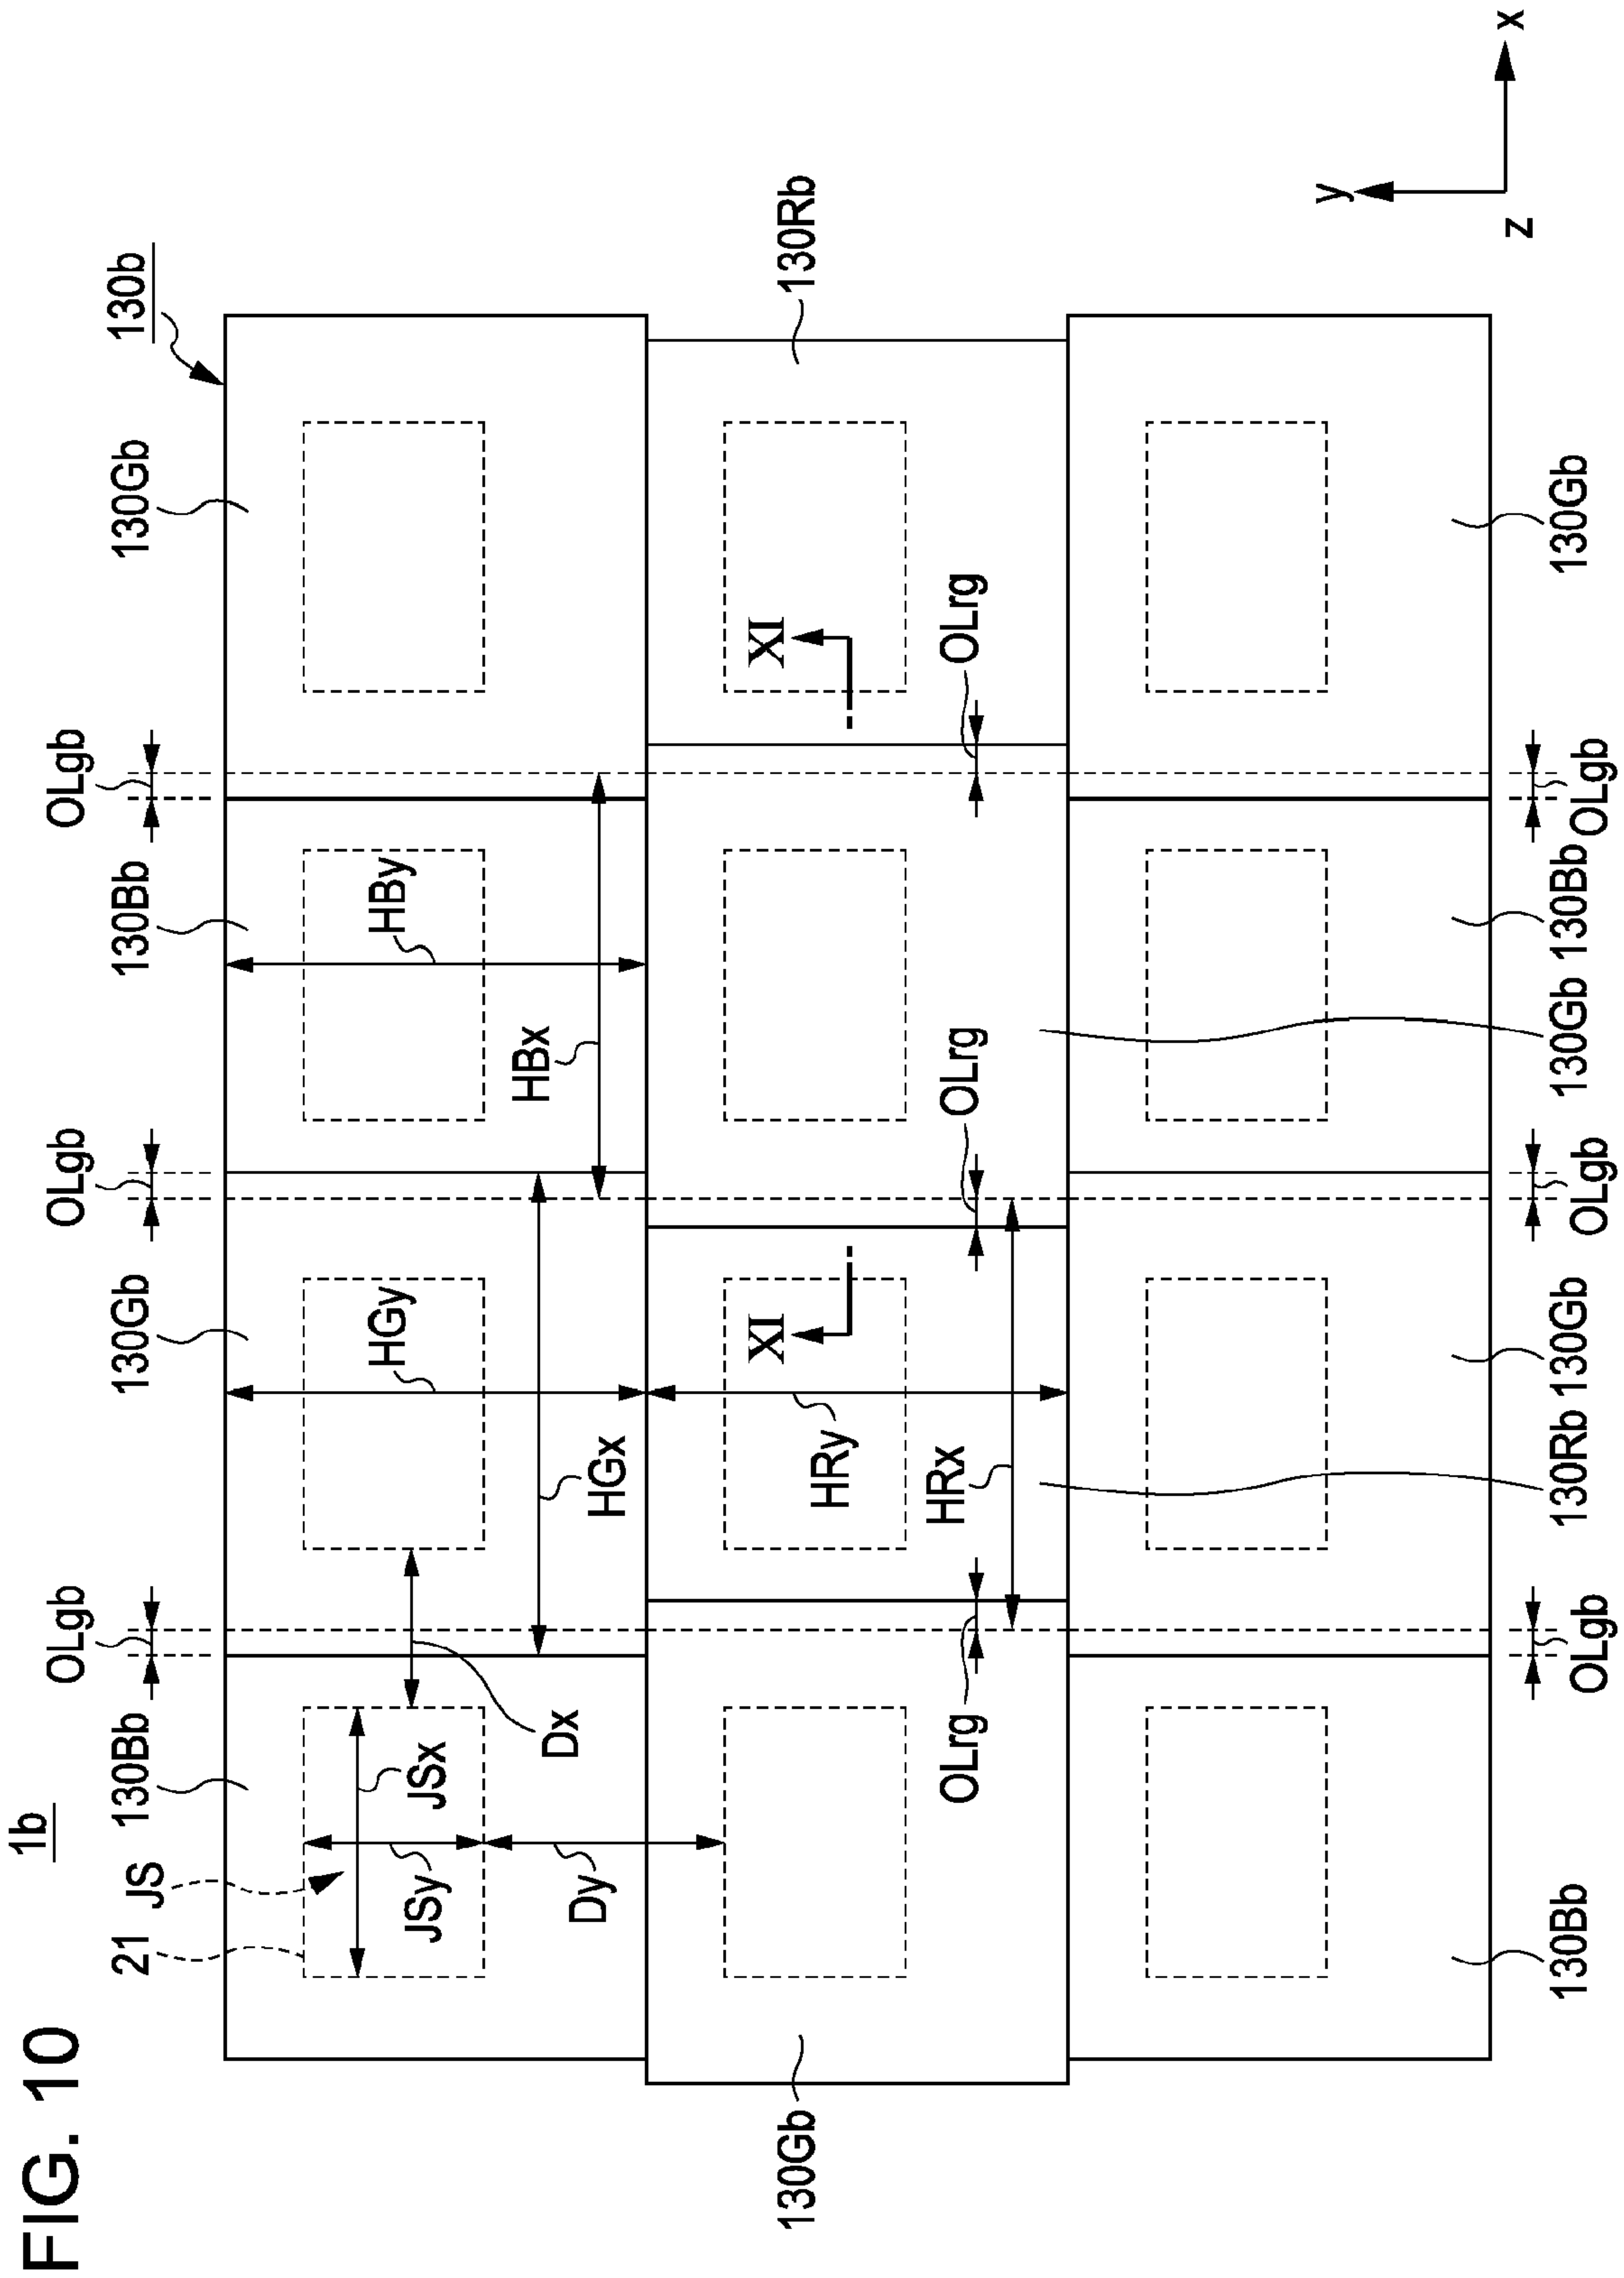 FIG. 10
1b
OLgb
OLgb
OLgb
21
JS
130Bb
130Gb
130Bb
130Gb
130b
JSx
JSy
HGy
HBy
Dx
Dy
HGx
HBx
XI
XI
130Gb
130Rb
HRy
HRx
OLrg
OLrg
OLrg
130Bb
130Rb
130Gb
130Gb
130Bb
130Gb
OLgb
OLgb
OLgb
y
z
x